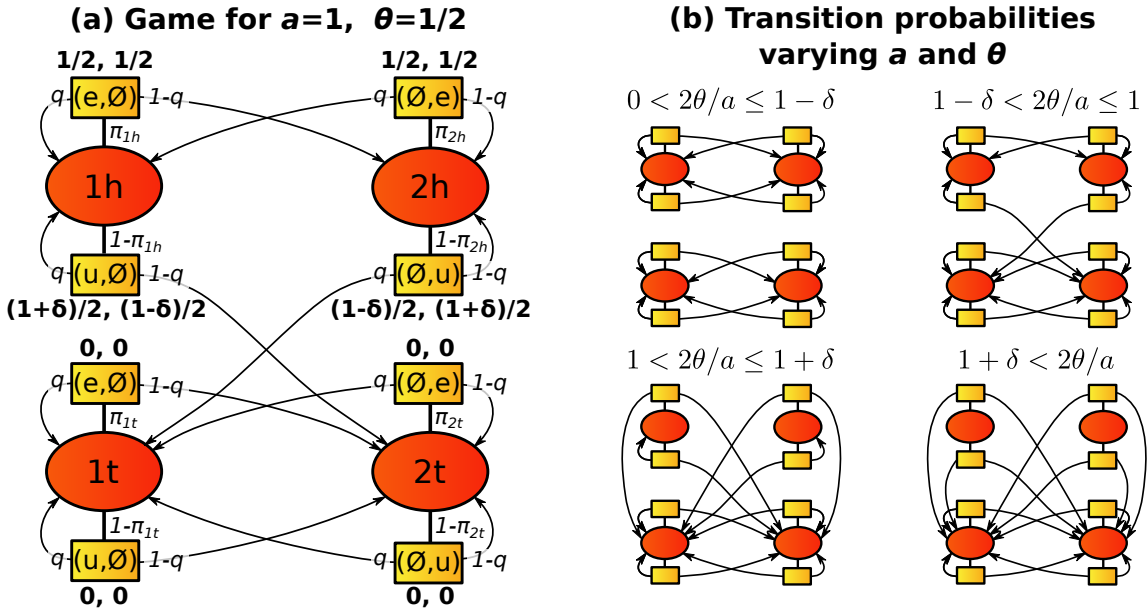 (a) Game for a=1, θ=1/2
1/2, 1/2
1/2, 1/2
q (e,Ø) 1-q
q (Ø,e) 1-q
π1h
π2h
1h
2h
1-π1h
1-π2h
q (u,Ø) 1-q
q (Ø,u) 1-q
(1+δ)/2, (1-δ)/2
(1-δ)/2, (1+δ)/2
0, 0
0, 0
q (e,Ø) 1-q
q (Ø,e) 1-q
π1t
π2t
1t
2t
1-π1t
1-π2t
q (u,Ø) 1-q
q (Ø,u) 1-q
0, 0
0, 0
(b) Transition probabilities
varying a and θ
0 < 2θ/a ≤ 1 − δ
1 − δ < 2θ/a ≤ 1
1 < 2θ/a ≤ 1 + δ
1 + δ < 2θ/a